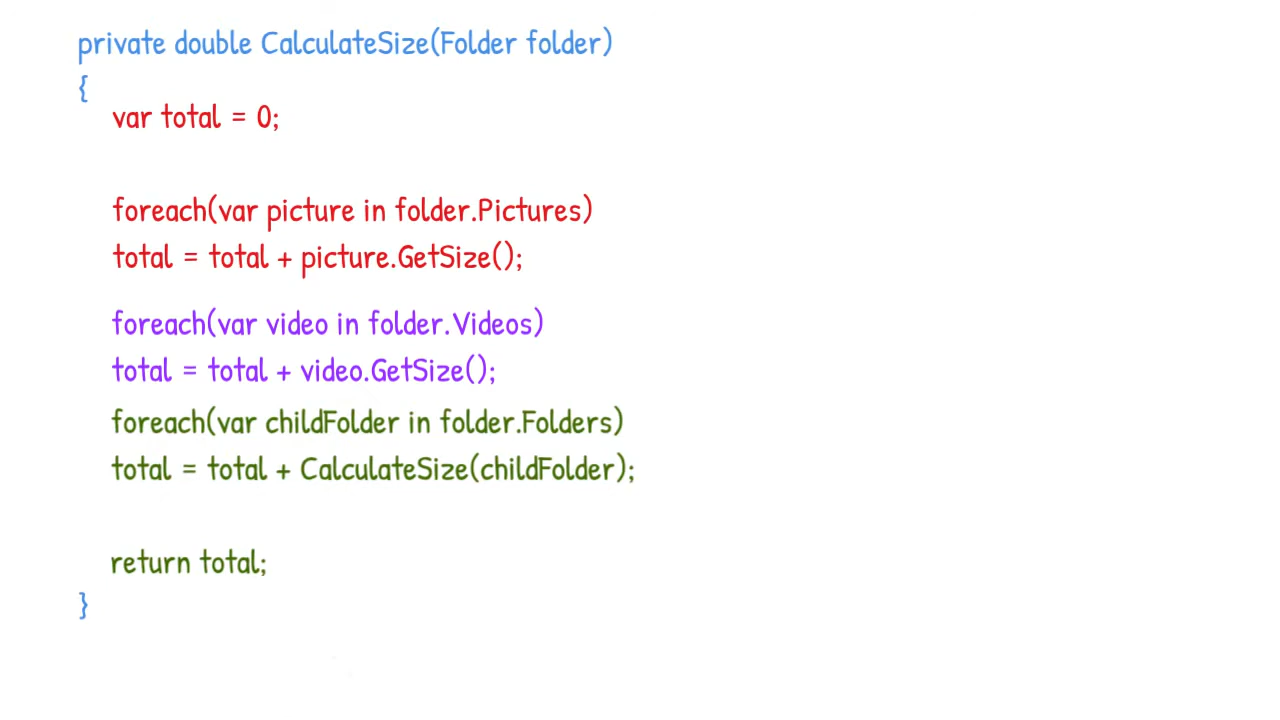 private double CalculateSize(Folder folder)
{
var total = 0;
foreach(var picture in folder.Pictures)
total = total + picture.GetSize();
foreach(var video in folder.Videos)
total = total + video.GetSize();
foreach(var childFolder in folder.Folders)
total = total + CalculateSize(childFolder);
return total;
}